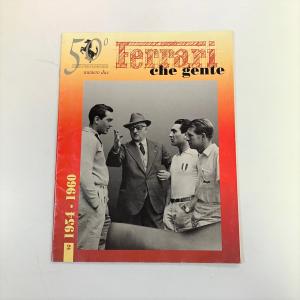 50°
numero due
Ferrari
che gente
2
1954 • 1960